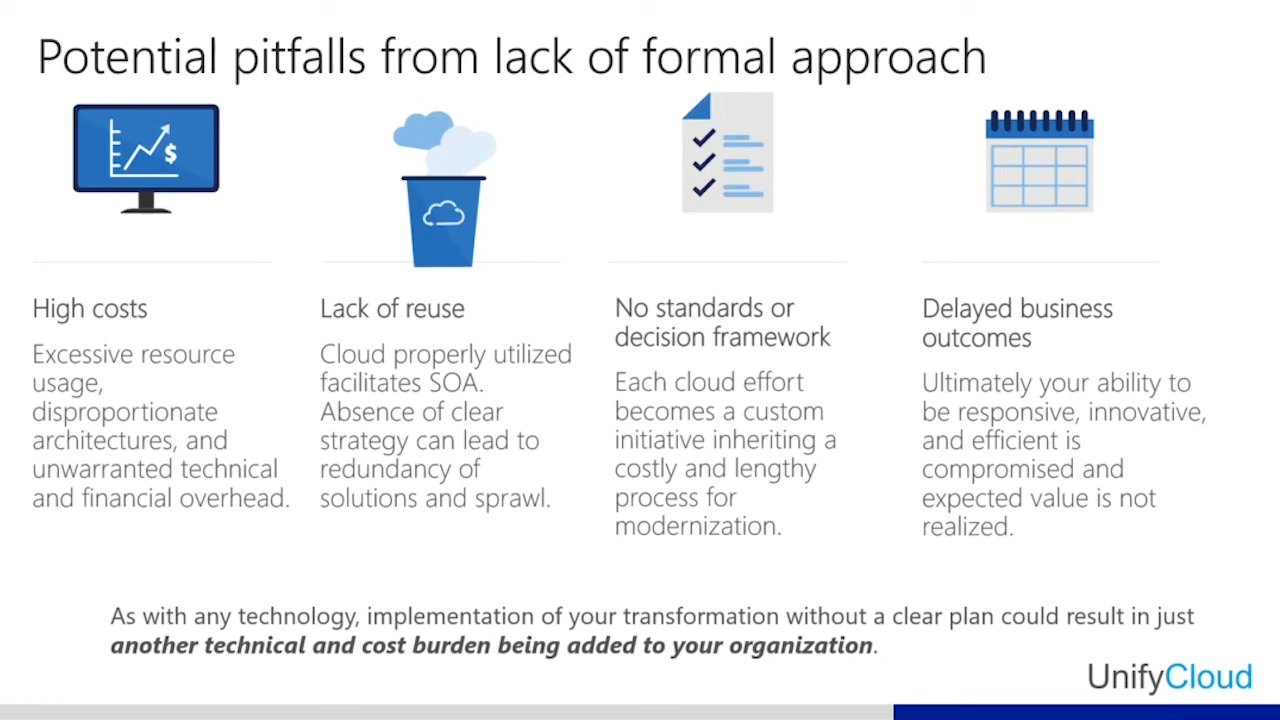 Potential pitfalls from lack of formal approach
$
High costs
Excessive resource
usage,
disproportionate
architectures, and
unwarranted technical
and financial overhead.
Lack of reuse
Cloud properly utilized
facilitates SOA.
Absence of clear
strategy can lead to
redundancy of
solutions and sprawl.
No standards or
decision framework
Each cloud effort
becomes a custom
initiative inheriting a
costly and lengthy
process for
modernization.
Delayed business
outcomes
Ultimately your ability to
be responsive, innovative,
and efficient is
compromised and
expected value is not
realized.
As with any technology, implementation of your transformation without a clear plan could result in just
another technical and cost burden being added to your organization.
UnifyCloud